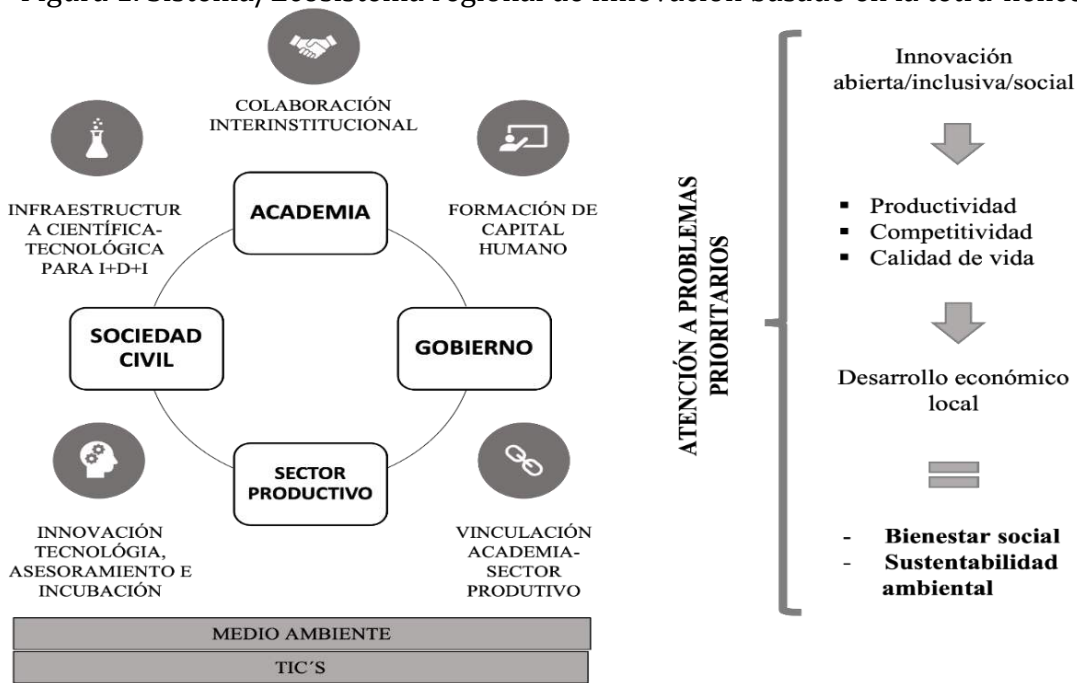 COLABORACIÓN
INTERINSTITUCIONAL
INFRAESTRUCTUR
A CIENTÍFICA-
TECNOLÓGICA
PARA I+D+I
ACADEMIA
FORMACIÓN DE
CAPITAL
HUMANO
SOCIEDAD
CIVIL
GOBIERNO
SECTOR
PRODUCTIVO
INNOVACIÓN
TECNOLÓGIA,
ASESORAMIENTO E
INCUBACIÓN
VINCULACIÓN
ACADEMIA-
SECTOR
PRODUTIVO
MEDIO AMBIENTE
TIC´S
ATENCIÓN A PROBLEMAS
PRIORITARIOS
Innovación
abierta/inclusiva/social
▪ Productividad
▪ Competitividad
▪ Calidad de vida
Desarrollo económico
local
- Bienestar social
- Sustentabilidad
ambiental